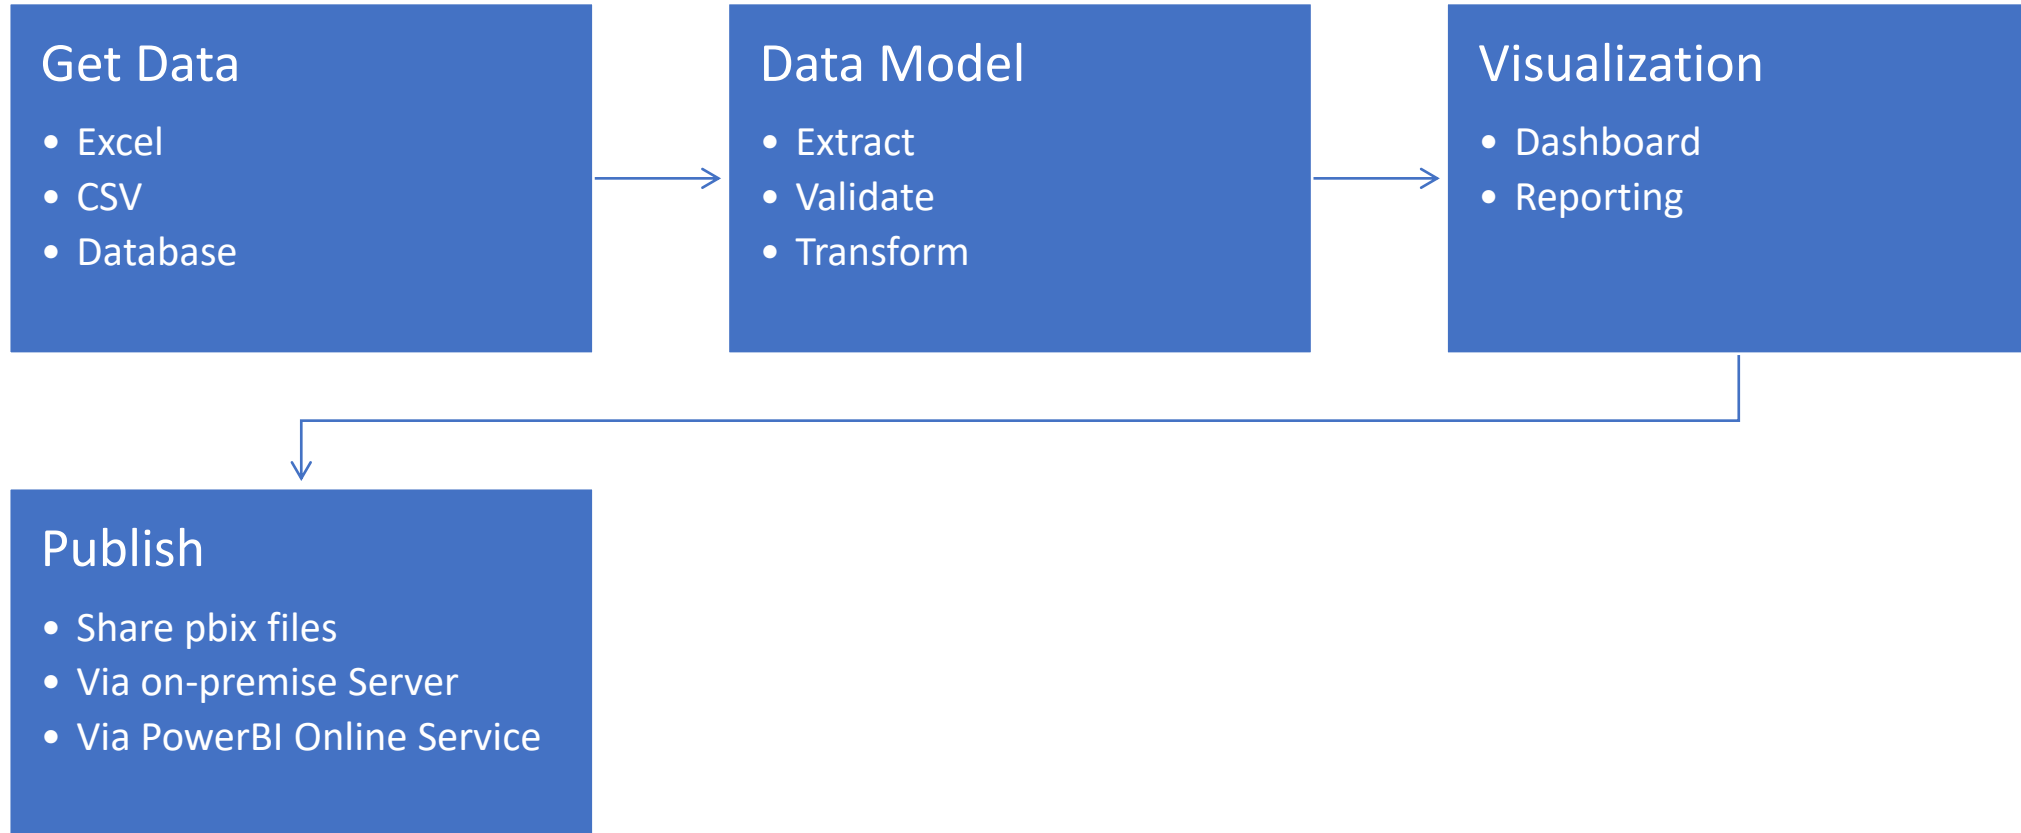 Get Data
• Excel
• CSV
• Database
Data Model
• Extract
• Validate
• Transform
Visualization
• Dashboard
• Reporting
Publish
• Share pbix files
• Via on-premise Server
• Via PowerBI Online Service